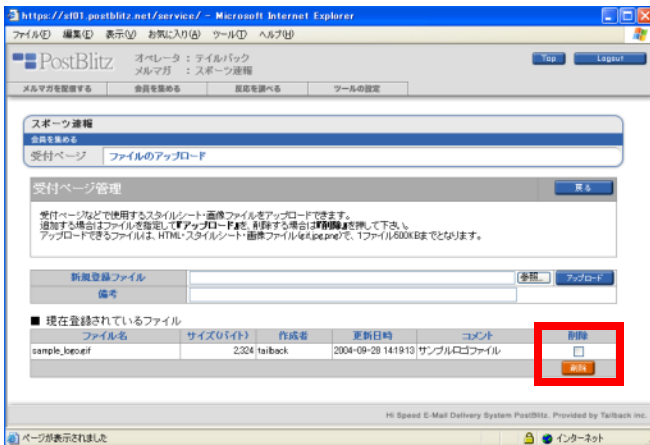 https://sf01.postblitz.net/service/ - Microsoft Internet Explorer
ファイル(F) 編集(E) 表示(V) お気に入り(A) ツール(T) ヘルプ(H)
PostBlitz
オペレータ : テイルバック
メルマガ : スポーツ速報
Top Logout
メルマガを配信する 会員を集める 反応を調べる ツールの設定
スポーツ速報
会員を集める
受付ページ ファイルのアップロード
受付ページ管理 戻る
受付ページなどで使用するスタイルシート・画像ファイルをアップロードできます。
追加する場合はファイルを指定して『アップロード』を、削除する場合は『削除』を押して下さい。
アップロードできるファイルは、HTML・スタイルシート・画像ファイル(gif,jpg,png)で、1ファイル500KBまでとなります。
新規登録ファイル 参照... アップロード
備考
■ 現在登録されているファイル
ファイル名 サイズ(バイト) 作成者 更新日時 コメント 削除
sample_logo.gif 2,324 tailback 2004-09-28 14:19:13 サンプルロゴファイル
削除
Hi Speed E-Mail Delivery System PostBlitz. Provided by Tailback inc.
ページが表示されました インターネット